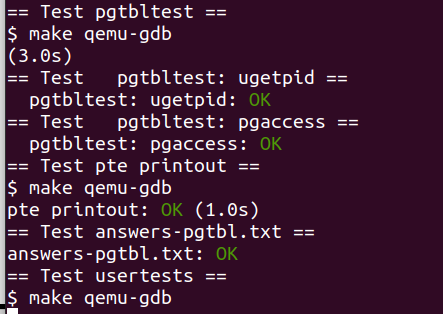 == Test pgtbltest ==
$ make qemu-gdb
(3.0s)
== Test   pgtbltest: ugetpid ==
  pgtbltest: ugetpid: OK
== Test   pgtbltest: pgaccess ==
  pgtbltest: pgaccess: OK
== Test pte printout ==
$ make qemu-gdb
pte printout: OK (1.0s)
== Test answers-pgtbl.txt ==
answers-pgtbl.txt: OK
== Test usertests ==
$ make qemu-gdb